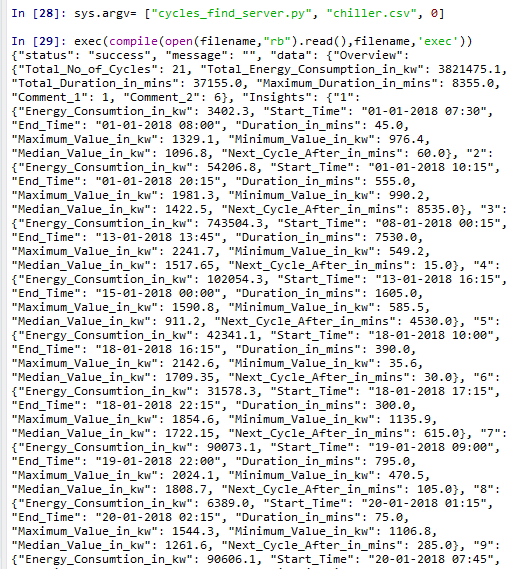 In [28]: sys.argv= ["cycles_find_server.py", "chiller.csv", 0]
In [29]: exec(compile(open(filename,"rb").read(),filename,'exec'))
{"status": "success", "message": "", "data": {"Overview":
{"Total_No_of_Cycles": 21, "Total_Energy_Consumption_in_kw": 3821475.1,
"Total_Duration_in_mins": 37155.0, "Maximum_Duration_in_mins": 8355.0,
"Comment_1": 1, "Comment_2": 6}, "Insights": {"1":
{"Energy_Consumption_in_kw": 3402.3, "Start_Time": "01-01-2018 07:30",
"End_Time": "01-01-2018 08:00", "Duration_in_mins": 45.0,
"Maximum_Value_in_kw": 1329.1, "Minimum_Value_in_kw": 976.4,
"Median_Value_in_kw": 1096.8, "Next_Cycle_After_in_mins": 60.0}, "2":
{"Energy_Consumption_in_kw": 54206.8, "Start_Time": "01-01-2018 10:15",
"End_Time": "01-01-2018 20:15", "Duration_in_mins": 555.0,
"Maximum_Value_in_kw": 1981.3, "Minimum_Value_in_kw": 990.2,
"Median_Value_in_kw": 1422.5, "Next_Cycle_After_in_mins": 8535.0}, "3":
{"Energy_Consumption_in_kw": 743504.3, "Start_Time": "08-01-2018 00:15",
"End_Time": "13-01-2018 13:45", "Duration_in_mins": 7530.0,
"Maximum_Value_in_kw": 2241.7, "Minimum_Value_in_kw": 549.2,
"Median_Value_in_kw": 1517.65, "Next_Cycle_After_in_mins": 15.0}, "4":
{"Energy_Consumption_in_kw": 102054.3, "Start_Time": "13-01-2018 16:15",
"End_Time": "15-01-2018 00:00", "Duration_in_mins": 1605.0,
"Maximum_Value_in_kw": 1590.8, "Minimum_Value_in_kw": 585.5,
"Median_Value_in_kw": 911.2, "Next_Cycle_After_in_mins": 4530.0}, "5":
{"Energy_Consumption_in_kw": 42341.1, "Start_Time": "18-01-2018 10:00",
"End_Time": "18-01-2018 16:15", "Duration_in_mins": 390.0,
"Maximum_Value_in_kw": 2142.6, "Minimum_Value_in_kw": 35.6,
"Median_Value_in_kw": 1709.35, "Next_Cycle_After_in_mins": 30.0}, "6":
{"Energy_Consumption_in_kw": 31578.3, "Start_Time": "18-01-2018 17:15",
"End_Time": "18-01-2018 22:15", "Duration_in_mins": 300.0,
"Maximum_Value_in_kw": 1854.6, "Minimum_Value_in_kw": 1135.9,
"Median_Value_in_kw": 1722.15, "Next_Cycle_After_in_mins": 615.0}, "7":
{"Energy_Consumption_in_kw": 90073.1, "Start_Time": "19-01-2018 09:00",
"End_Time": "19-01-2018 22:00", "Duration_in_mins": 795.0,
"Maximum_Value_in_kw": 2024.1, "Minimum_Value_in_kw": 470.5,
"Median_Value_in_kw": 1808.7, "Next_Cycle_After_in_mins": 105.0}, "8":
{"Energy_Consumption_in_kw": 6389.0, "Start_Time": "20-01-2018 01:15",
"End_Time": "20-01-2018 02:15", "Duration_in_mins": 75.0,
"Maximum_Value_in_kw": 1544.3, "Minimum_Value_in_kw": 1106.8,
"Median_Value_in_kw": 1261.6, "Next_Cycle_After_in_mins": 285.0}, "9":
{"Energy_Consumption_in_kw": 90606.1, "Start_Time": "20-01-2018 07:45",